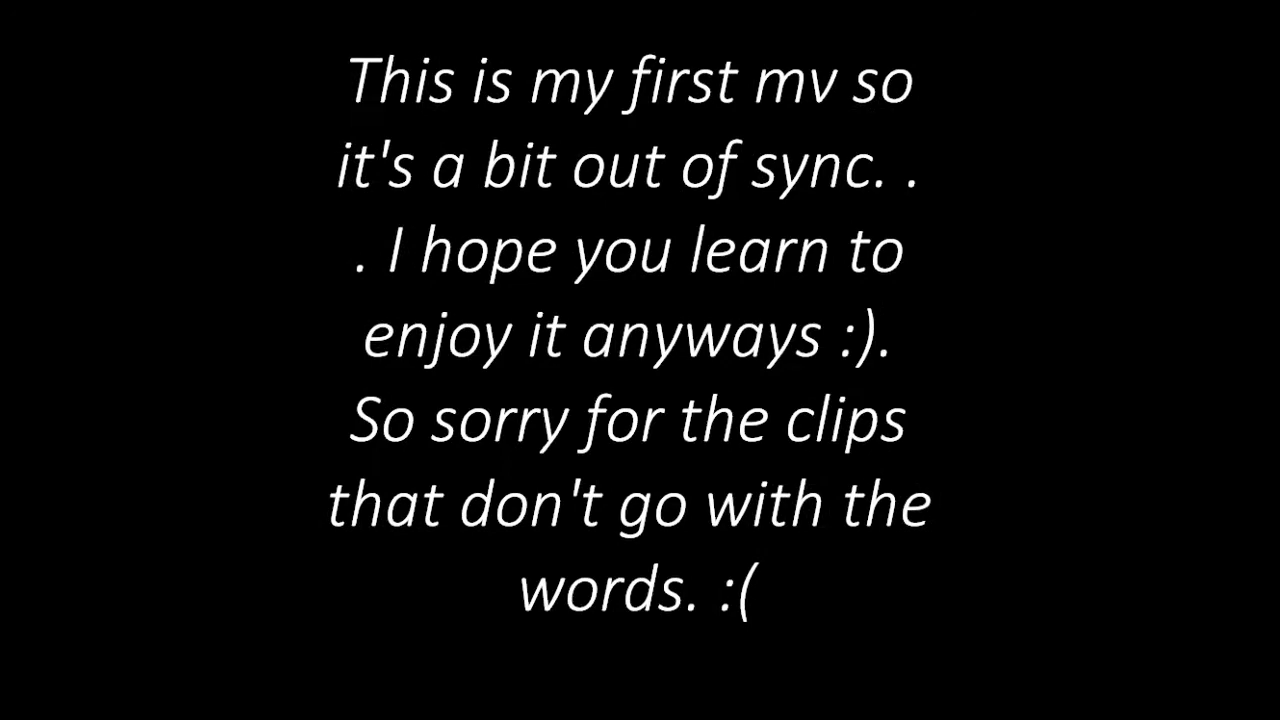 This is my first mv so
it's a bit out of sync. .
. I hope you learn to
enjoy it anyways :).
So sorry for the clips
that don't go with the
words. :(